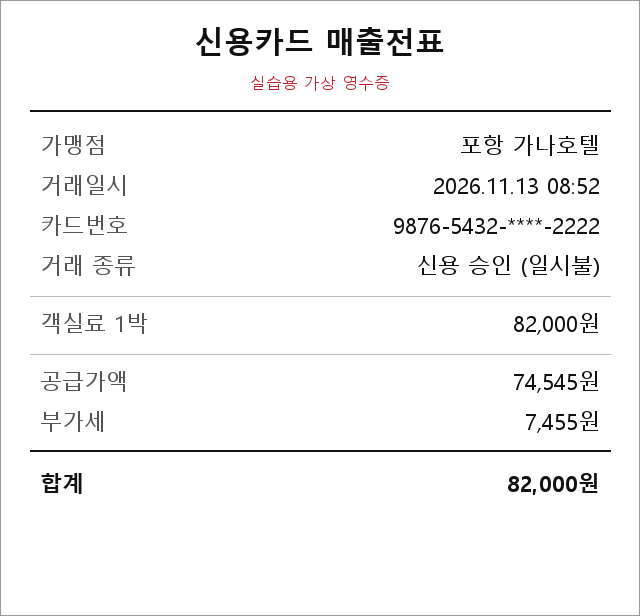 신용카드 매출전표
실습용 가상 영수증
가맹점 포항 가나호텔
거래일시 2026.11.13 08:52
카드번호 9876-5432-****-2222
거래 종류 신용 승인 (일시불)
객실료 1박 82,000원
공급가액 74,545원
부가세 7,455원
합계 82,000원